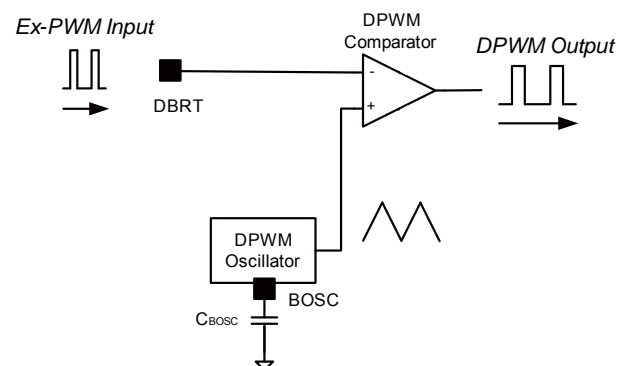 Ex-PWM Input
DPWM
Comparator
DPWM Output
-
+
DBRT
DPWM
Oscillator
BOSC
CBOSC